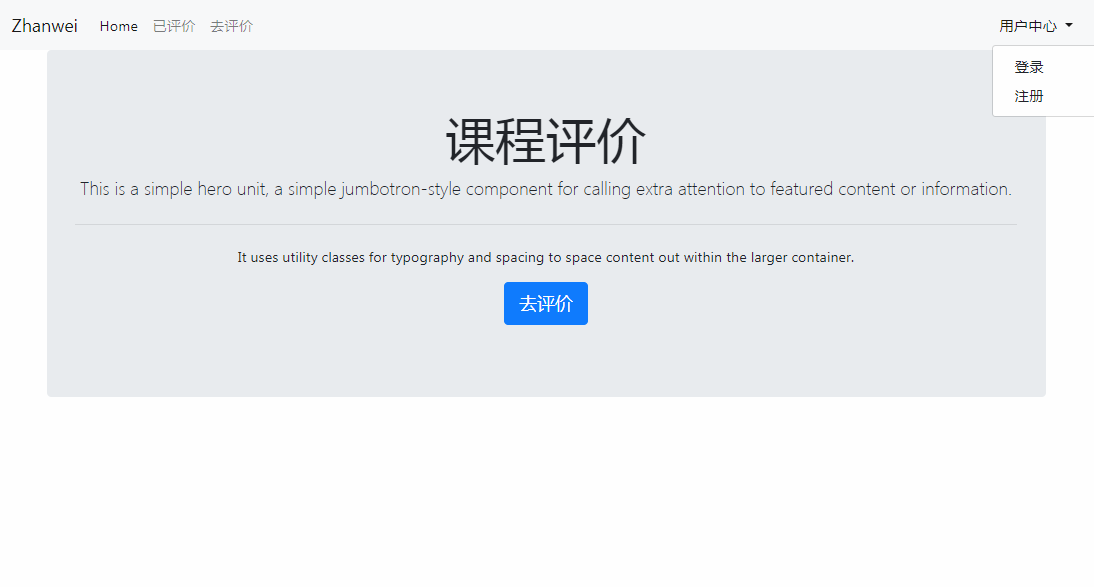 Zhanwei Home 已评价 去评价 用户中心
登录
注册
课程评价
This is a simple hero unit, a simple jumbotron-style component for calling extra attention to featured content or information.
It uses utility classes for typography and spacing to space content out within the larger container.
去评价